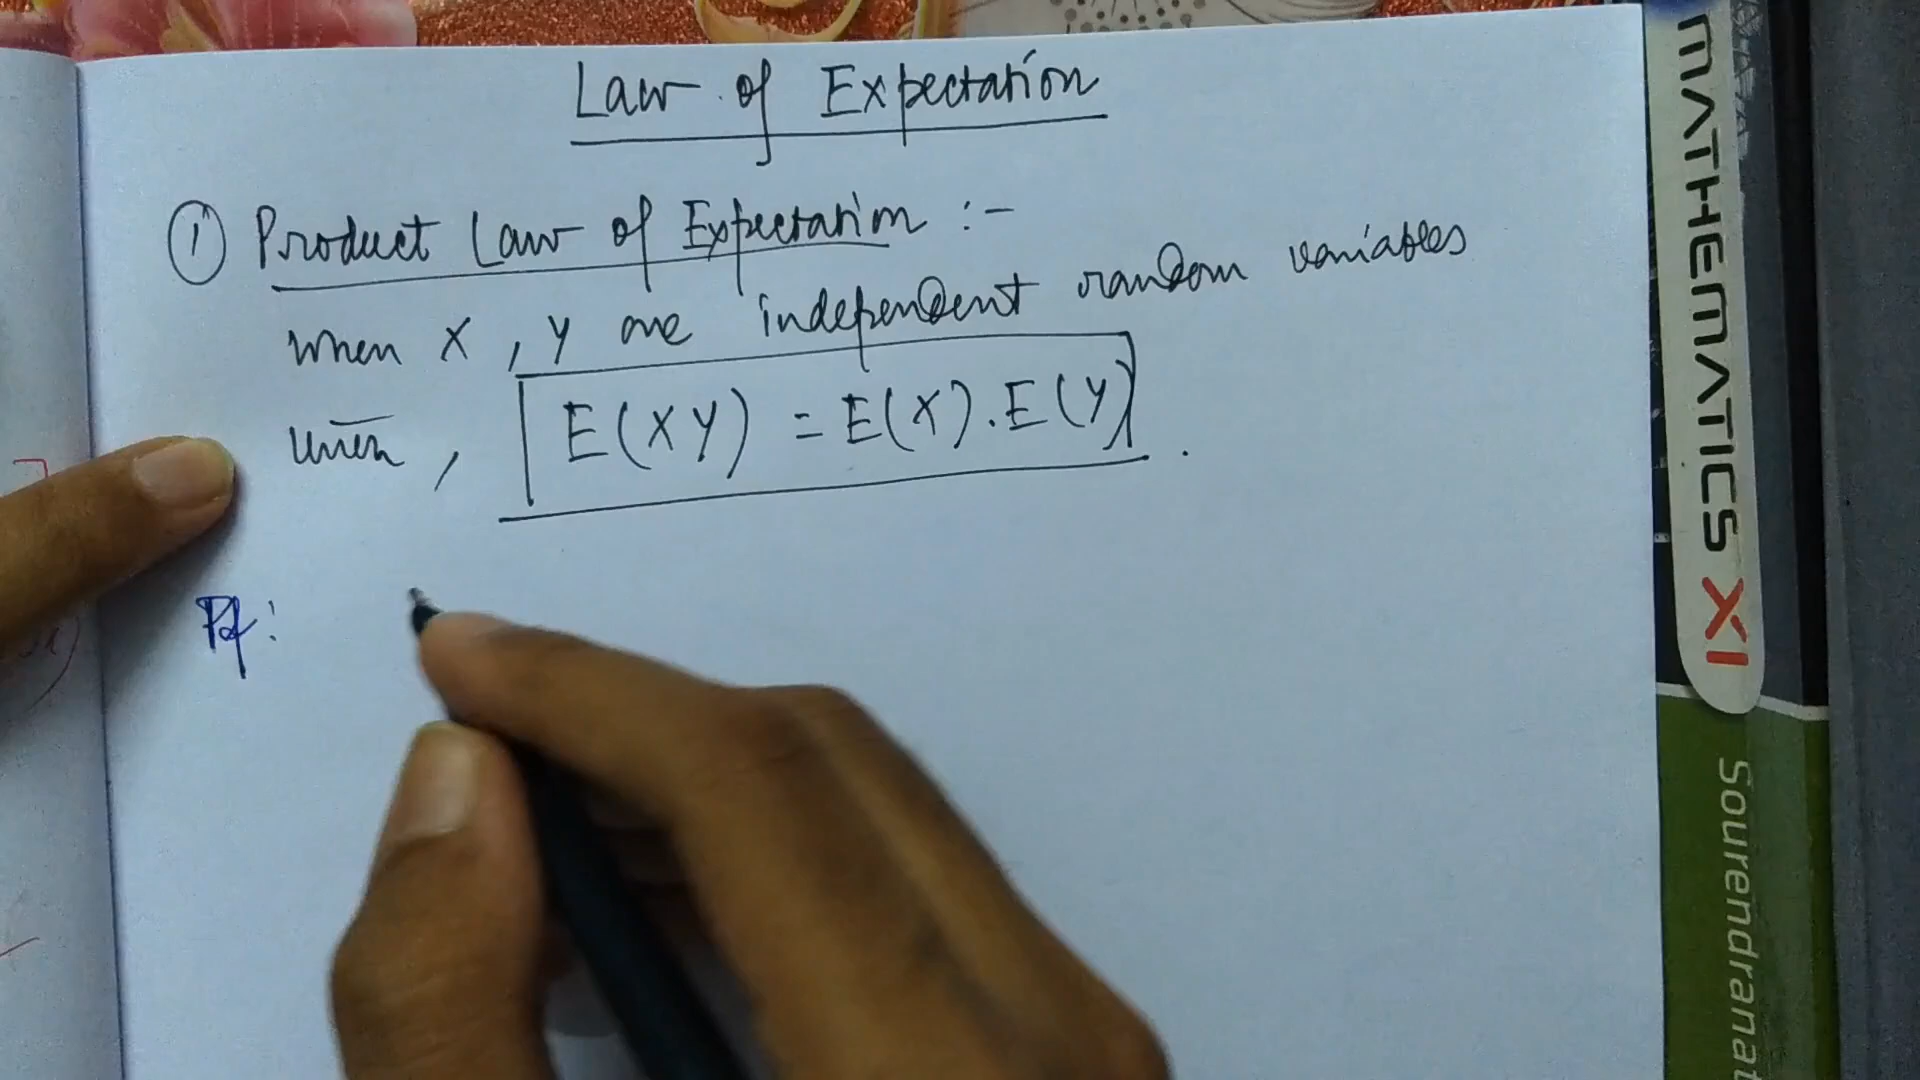 Law of Expectation
① Product Law of Expectation :-
when X, Y are independent random variables
then, E(XY) = E(X).E(Y).
Pf:
MATHEMATICS XI
Sourendranat